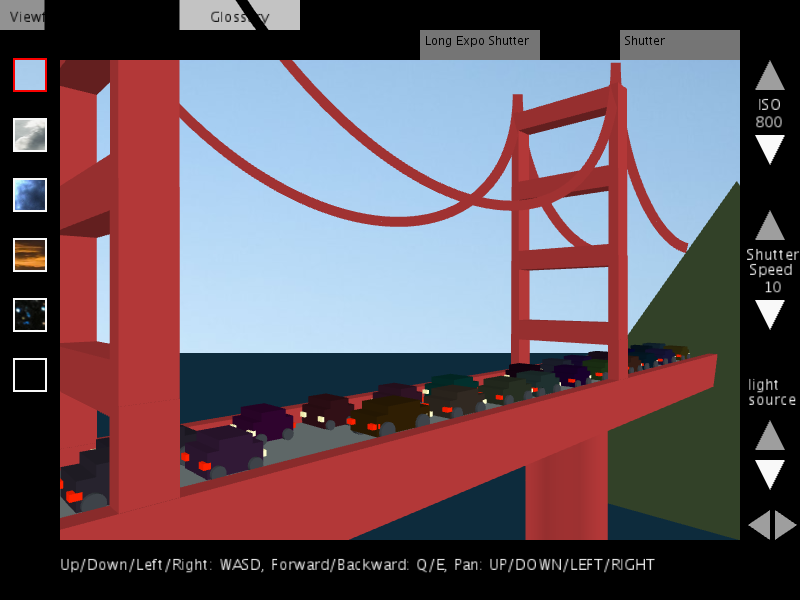 Glossary
Long Expo Shutter
Shutter
ISO
800
Shutter
Speed
10
light
source
Up/Down/Left/Right: WASD, Forward/Backward: Q/E, Pan: UP/DOWN/LEFT/RIGHT